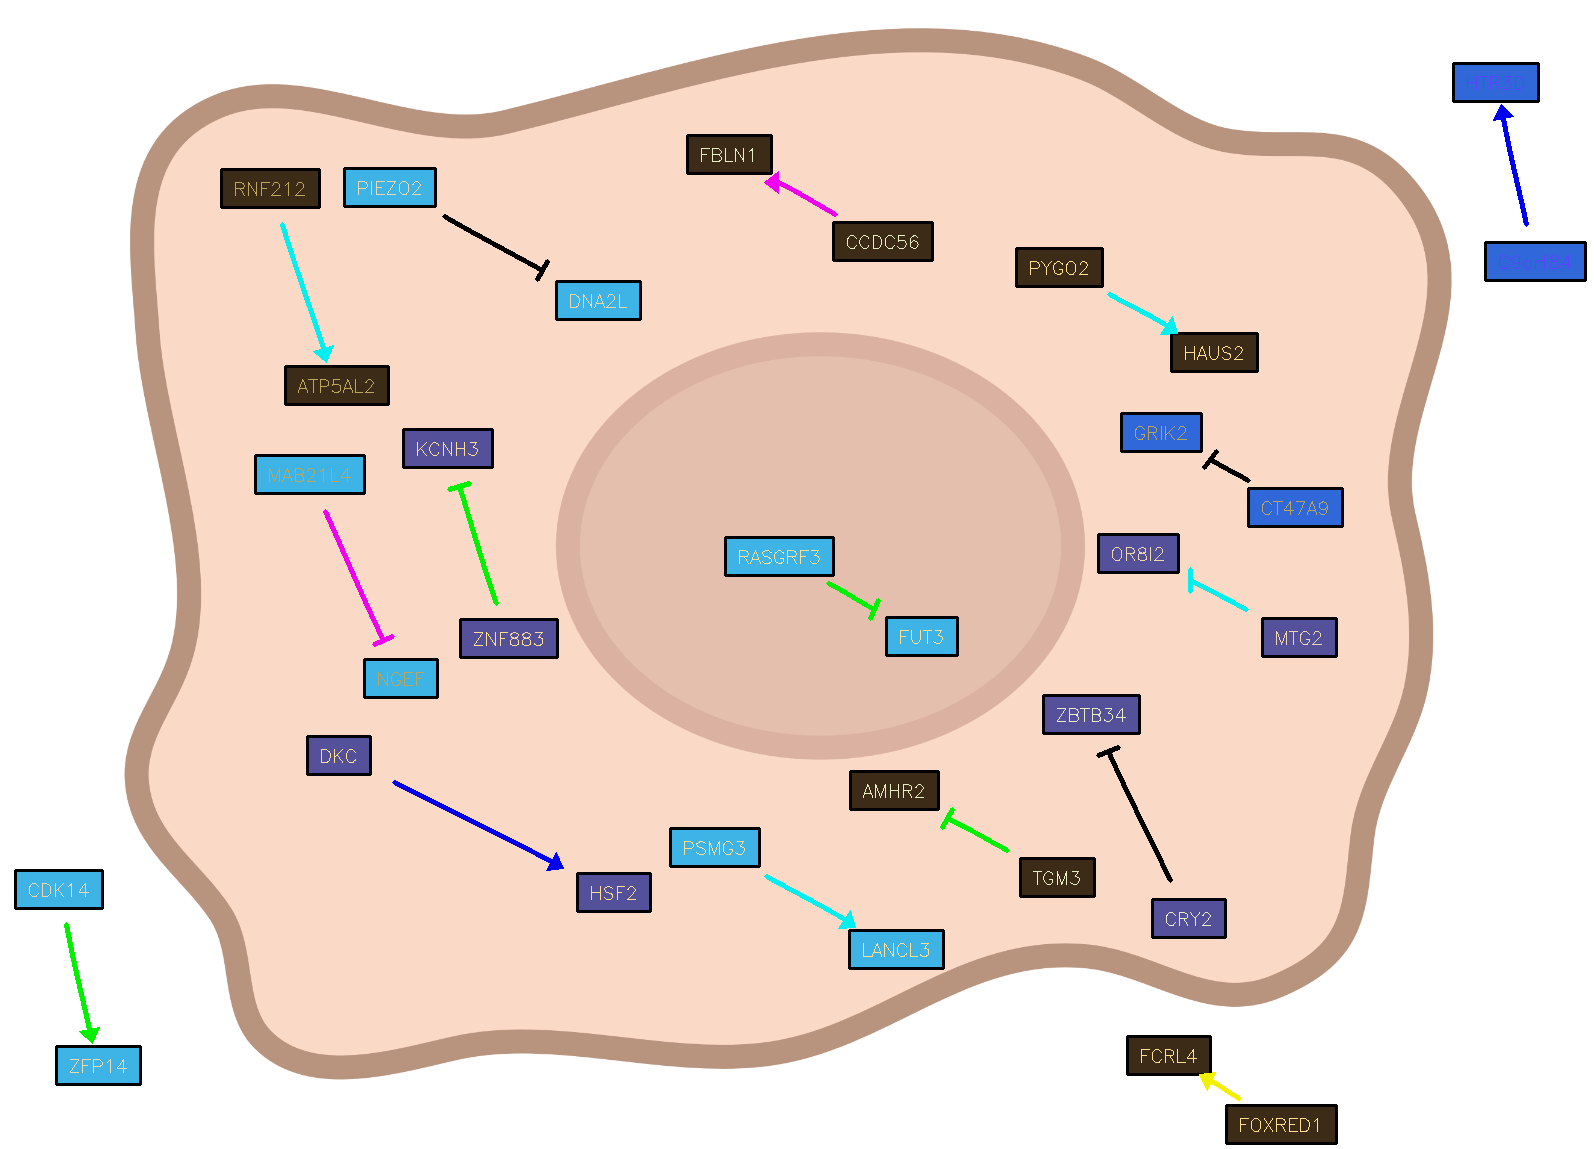 FBLN1
RNF212
PIEZO2
CCDC56
PYGO2
DNA2L
HAUS2
ATP5AL2
GRIK2
KCNH3
MAB21L4
CT47A9
OR8I2
RASGRF3
FUT3
MTG2
ZNF883
NGEF
ZBTB34
DKC
AMHR2
PSMG3
TGM3
CDK14
HSF2
CRY2
LANCL3
FCRL4
ZFP14
FOXRED1